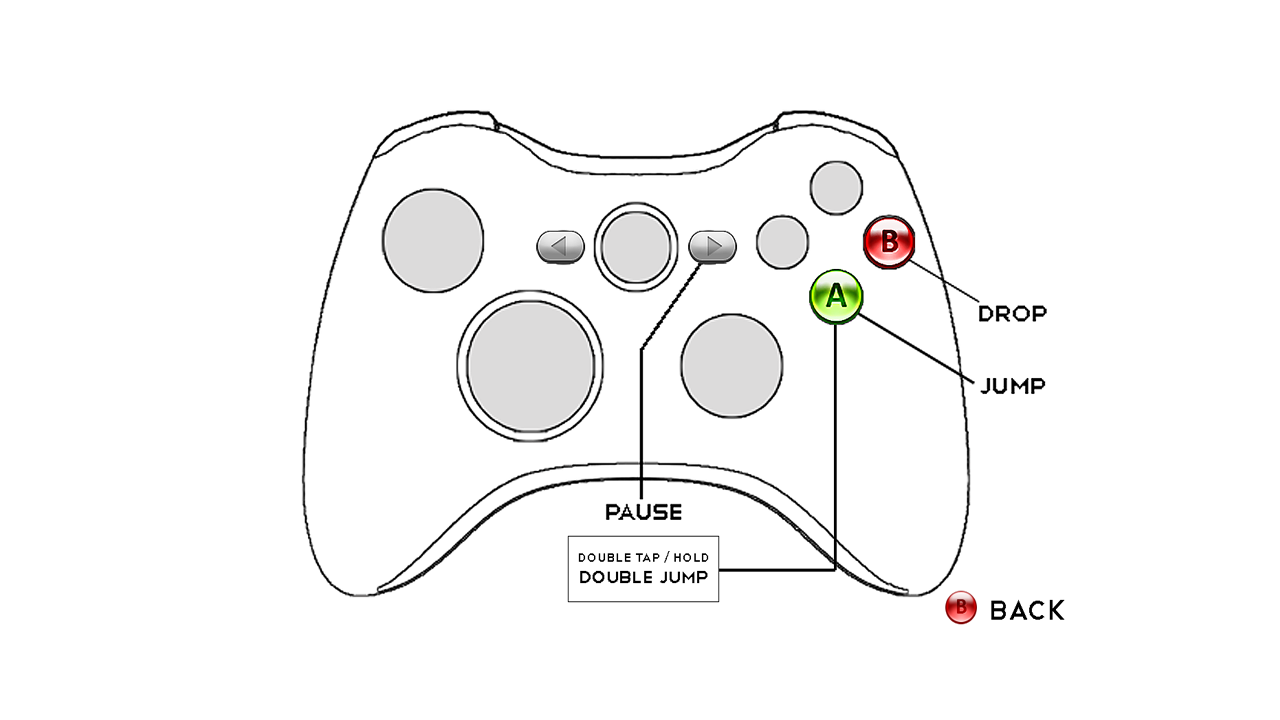 B
A
DROP
JUMP
PAUSE
DOUBLE TAP / HOLD
DOUBLE JUMP
B BACK